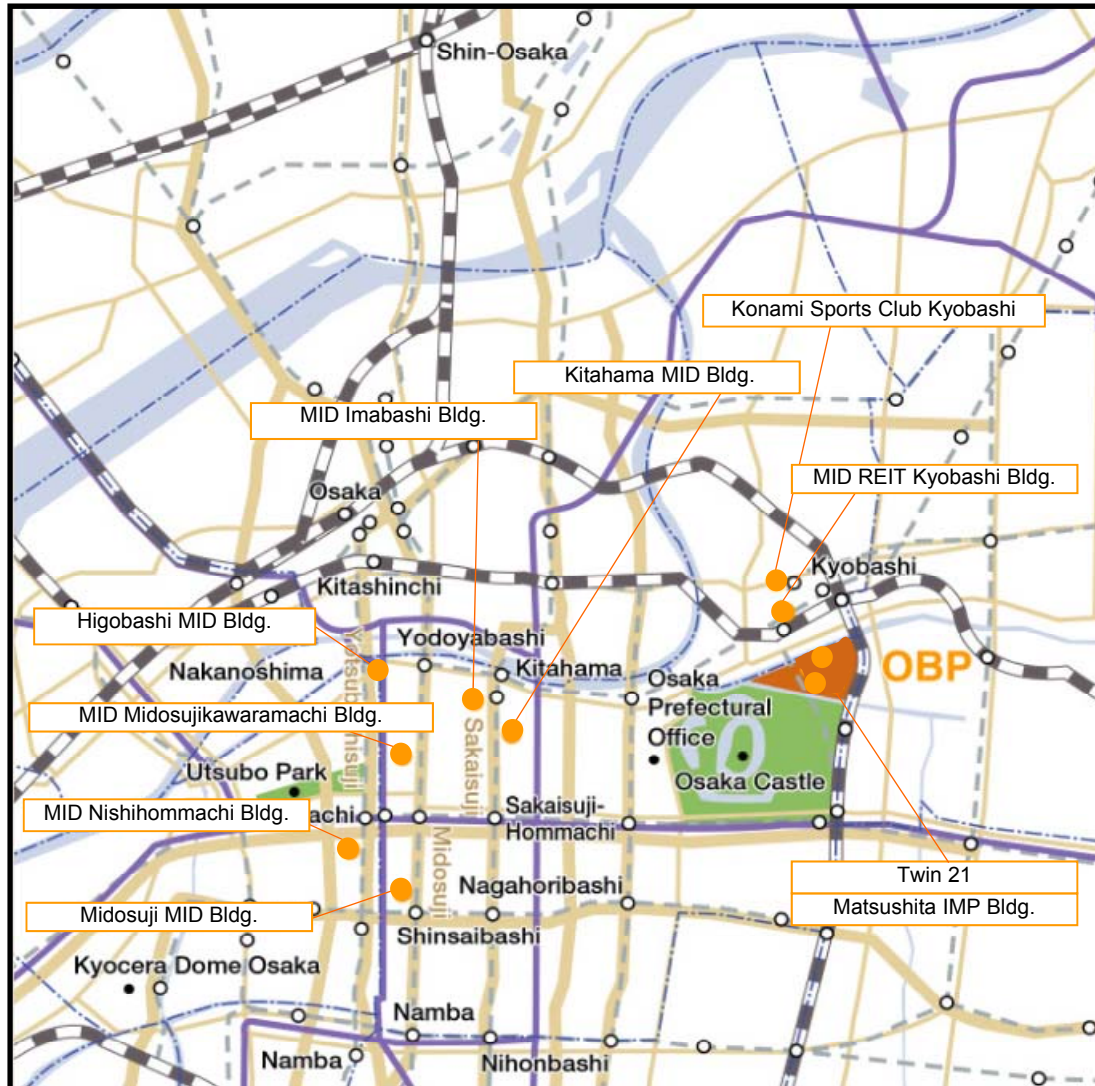 Shin-Osaka
Konami Sports Club Kyobashi
Kitahama MID Bldg.
MID Imabashi Bldg.
MID REIT Kyobashi Bldg.
Osaka
Kyobashi
Kitashinchi
Higobashi MID Bldg.
Yodoyabashi
Nakanoshima
Kitahama
OBP
Osaka
Prefectural
Office
MID Midosujikawaramachi Bldg.
Sakaisuji
Utsubo Park
Osaka Castle
MID Nishihommachi Bldg.
Sakaisuji-
Hommachi
Midosuji
Twin 21
Nagahoribashi
Matsushita IMP Bldg.
Midosuji MID Bldg.
Shinsaibashi
Kyocera Dome Osaka
Namba
Namba
Nihonbashi